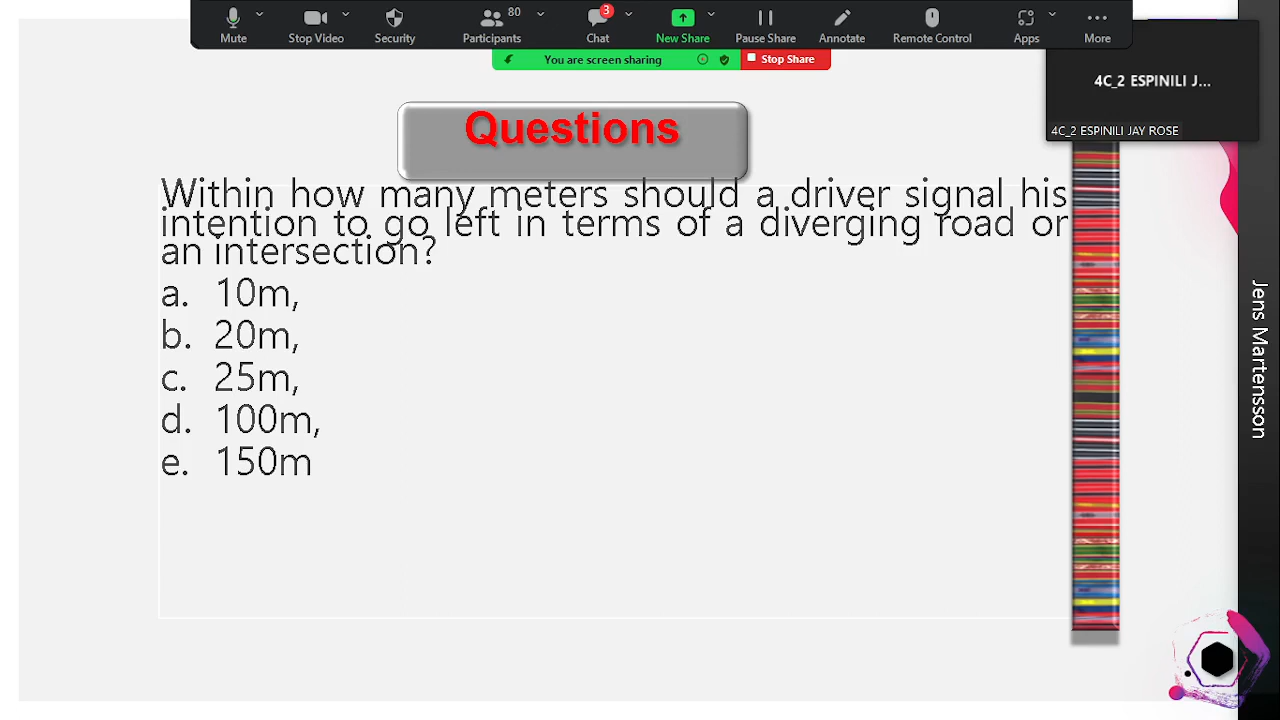 80
3
Mute
Stop Video
Security
Participants
Chat
New Share
Pause Share
Annotate
Remote Control
Apps
More
You are screen sharing
Stop Share
4C_2 ESPINILI J...
4C_2 ESPINILI JAY ROSE
Questions
Within how many meters should a driver signal his
intention to go left in terms of a diverging road or
an intersection?
a. 10m,
b. 20m,
c. 25m,
d. 100m,
e. 150m
Jens Martensson